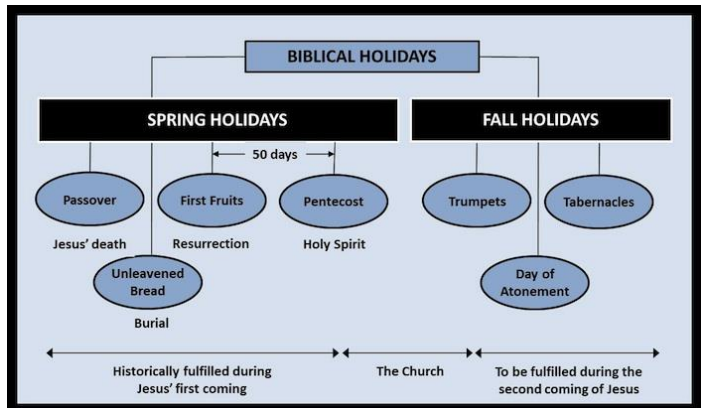 BIBLICAL HOLIDAYS
SPRING HOLIDAYS
FALL HOLIDAYS
50 days
Passover
First Fruits
Pentecost
Trumpets
Tabernacles
Jesus’ death
Resurrection
Holy Spirit
Unleavened
Bread
Day of
Atonement
Burial
Historically fulfilled during
Jesus’ first coming
The Church
To be fulfilled during the
second coming of Jesus